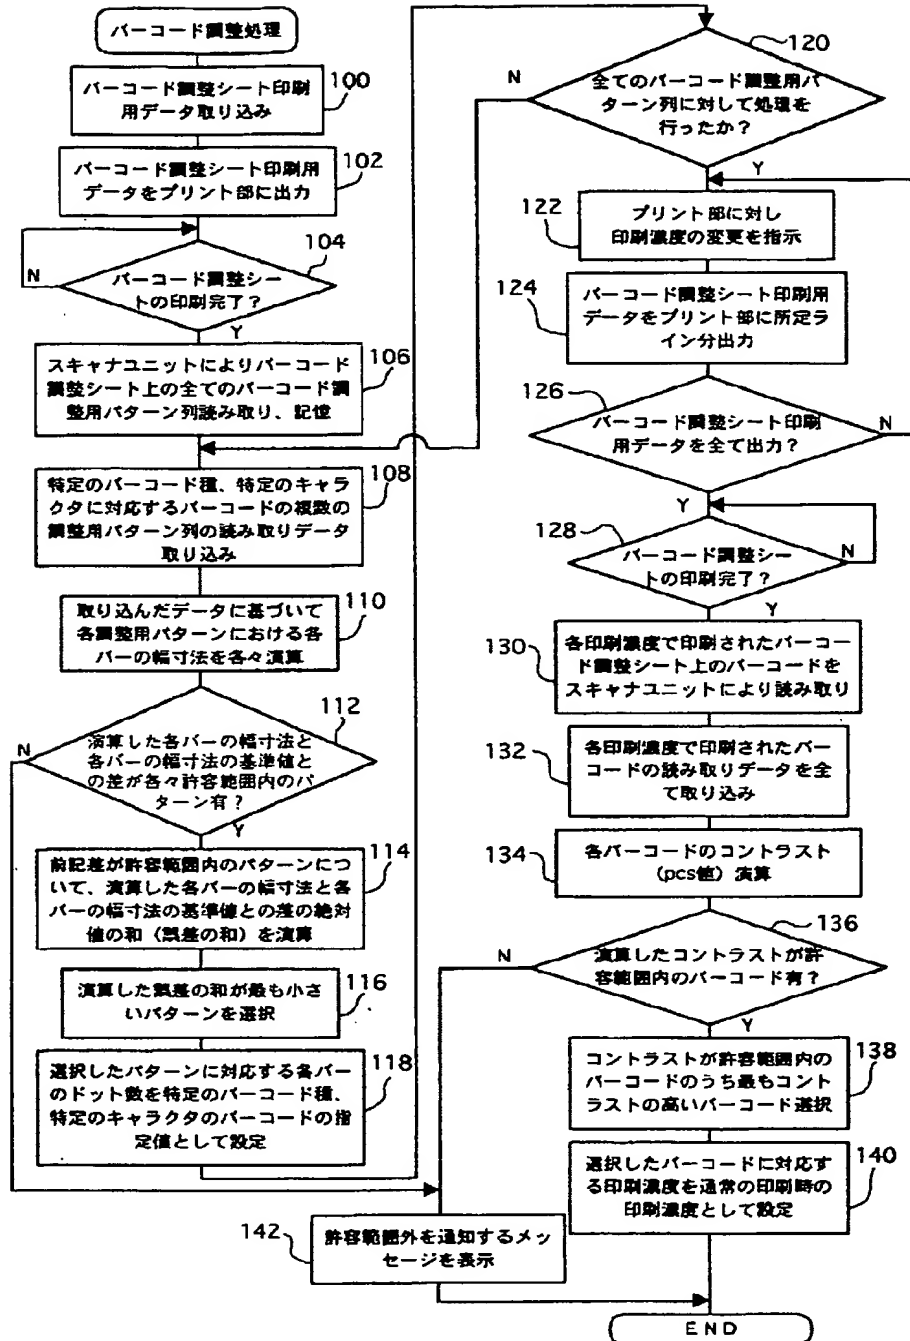 バーコード調整処理
バーコード調整シート印刷
用データ取り込み
100
バーコード調整シート印刷用
データをプリント部に出力
102
バーコード調整シー
トの印刷完了?
104
N
Y
スキャナユニットによりバーコード
調整シート上の全てのバーコード調
整用パターン列読み取り、記憶
106
特定のバーコード種、特定のキャラ
クタに対応するバーコードの複数の
調整用パターン列の読み取りデータ
取り込み
108
取り込んだデータに基づいて
各調整用パターンにおける各
バーの幅寸法を各々演算
110
演算した各バーの幅寸法と
各バーの幅寸法の基準値と
の差が各々許容範囲内のパ
ターン有?
112
N
Y
前記差が許容範囲内のパターンにつ
いて、演算した各バーの幅寸法と各
バーの幅寸法の基準値との差の絶対
値の和(誤差の和)を演算
114
演算した誤差の和が最も小さ
いパターンを選択
116
選択したパターンに対応する各バー
のドット数を特定のバーコード種、
特定のキャラクタのバーコードの指
定値として設定
118
全てのバーコード調整用パ
ターン列に対して処理を
行ったか?
120
N
Y
プリント部に対し
印刷濃度の変更を指示
122
バーコード調整シート印刷用
データをプリント部に所定ライ
ン分出力
124
バーコード調整シート印刷
用データを全て出力?
126
N
Y
バーコード調整シー
トの印刷完了?
128
N
Y
各印刷濃度で印刷されたバーコー
ド調整シート上のバーコードを
スキャナユニットにより読み取り
130
各印刷濃度で印刷されたバー
コードの読み取りデータを全
て取り込み
132
各バーコードのコントラスト
(pcs値)演算
134
演算したコントラストが許
容範囲内のバーコード有?
136
N
Y
コントラストが許容範囲内の
バーコードのうち最もコント
ラストの高いバーコード選択
138
選択したバーコードに対応す
る印刷濃度を通常の印刷時の
印刷濃度として設定
140
許容範囲外を通知するメッ
セージを表示
142
END